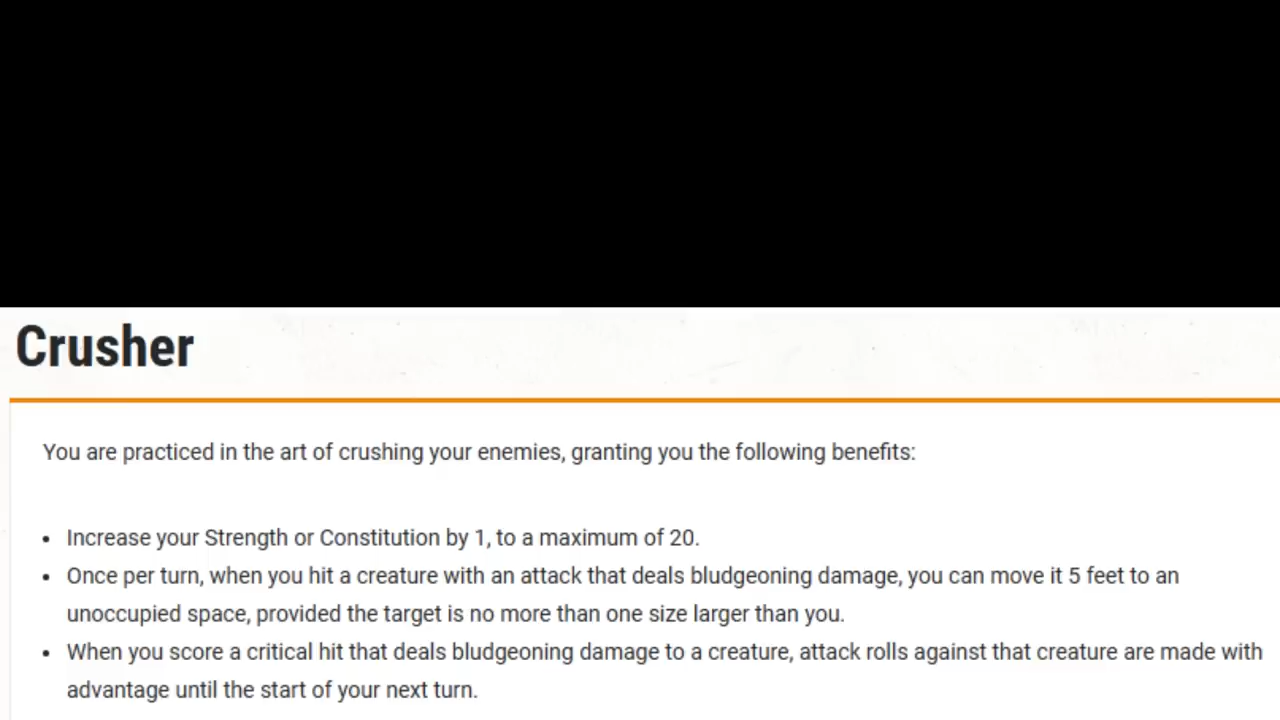 Crusher
You are practiced in the art of crushing your enemies, granting you the following benefits:
• Increase your Strength or Constitution by 1, to a maximum of 20.
• Once per turn, when you hit a creature with an attack that deals bludgeoning damage, you can move it 5 feet to an
unoccupied space, provided the target is no more than one size larger than you.
• When you score a critical hit that deals bludgeoning damage to a creature, attack rolls against that creature are made with
advantage until the start of your next turn.